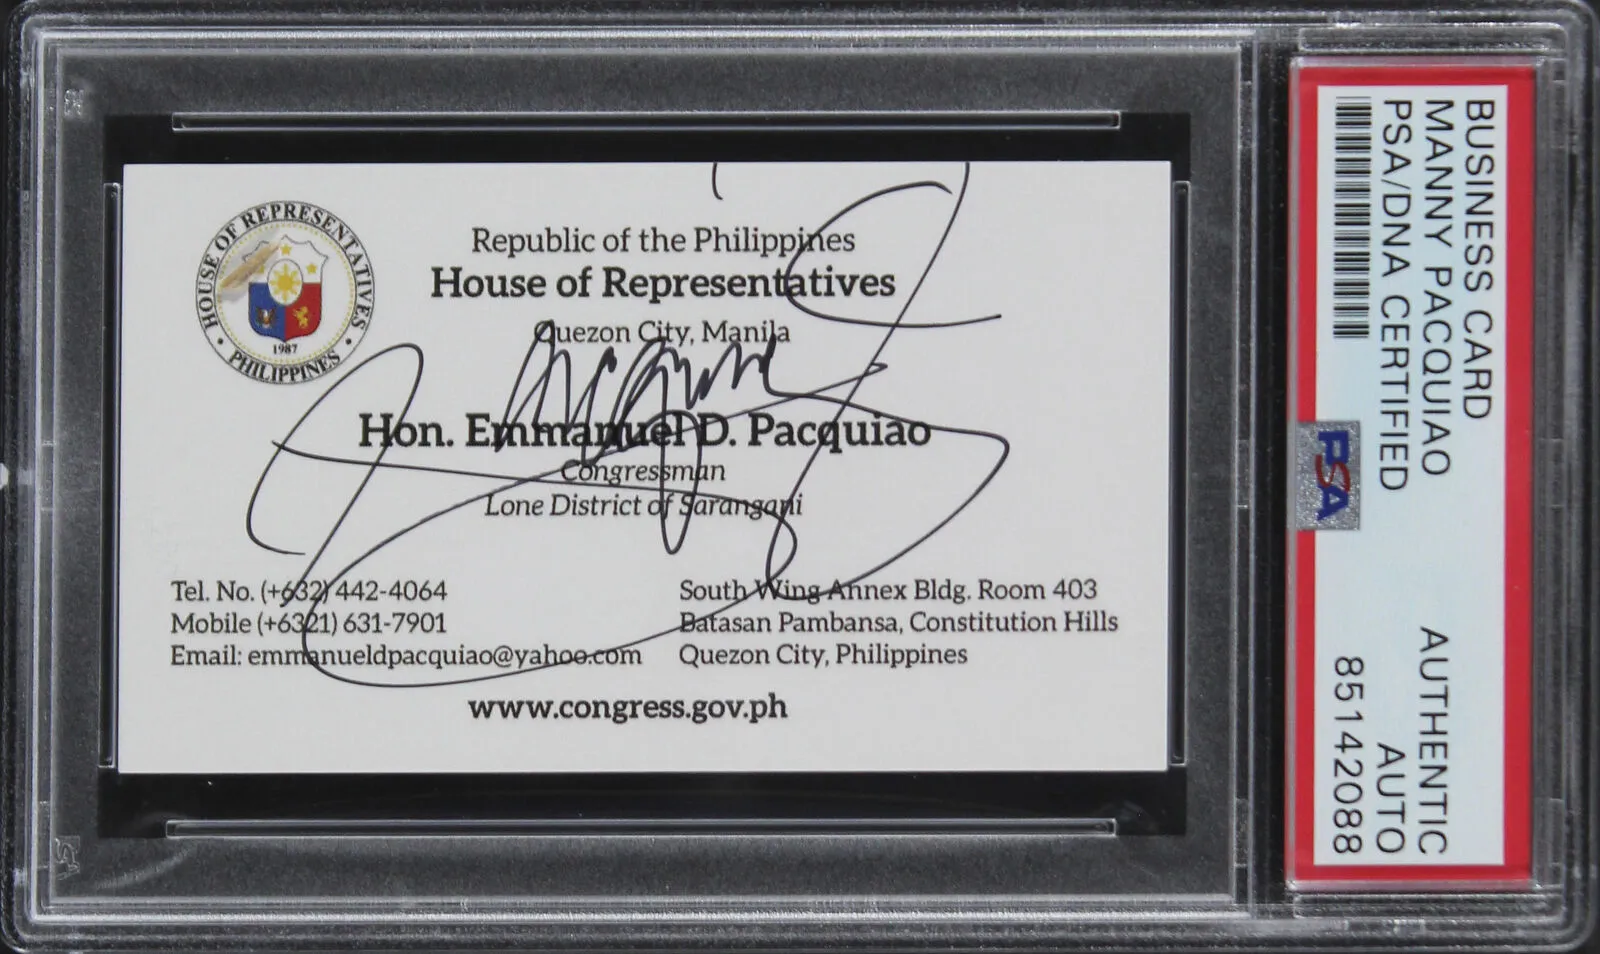 HOUSE OF REPRESENTATIVES
1987
• PHILIPPINES •
Republic of the Philippines
House of Representatives
Quezon City, Manila
Hon. Emmanuel D. Pacquiao
Congressman
Lone District of Sarangani
Tel. No. (+632) 442-4064
Mobile (+6321) 631-7901
Email: emmanueldpacquiao@yahoo.com
South Wing Annex Bldg. Room 403
Batasan Pambansa, Constitution Hills
Quezon City, Philippines
www.congress.gov.ph
BUSINESS CARD
MANNY PACQUIAO
PSA/DNA CERTIFIED
AUTHENTIC
AUTO
85142088
PSA